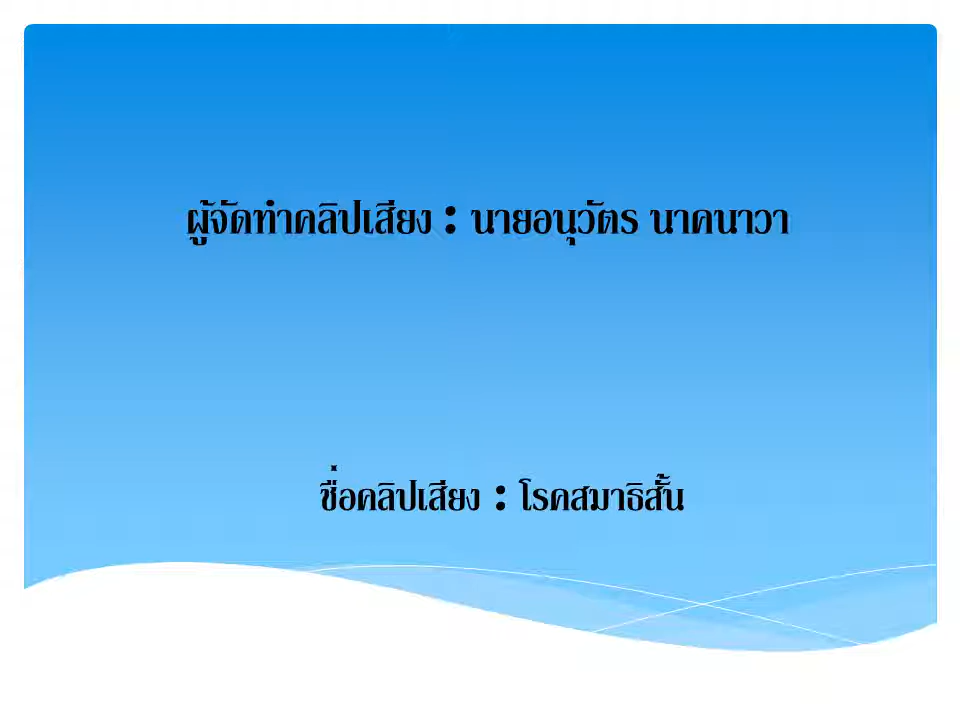 ผู้จัดทำคลิปเสียง : นายอนุวัตร นาคนาวา
ชื่อคลิปเสียง : โรคสมาธิสั้น